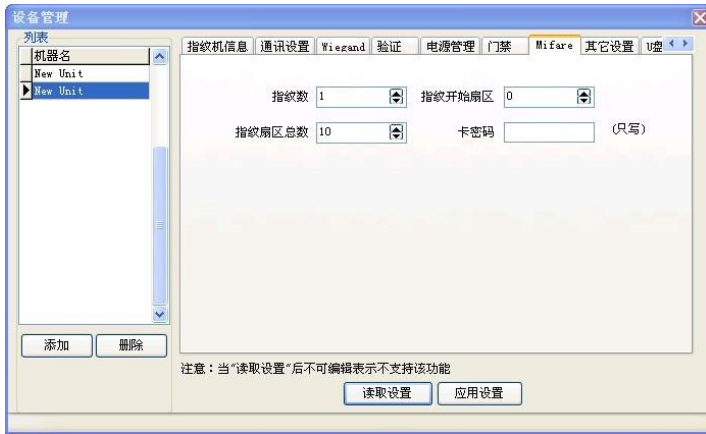 设备管理
列表
机器名
New Unit
New Unit
添加 删除
指纹机信息 通讯设置 Wiegand 验证 电源管理 门禁 Mifare 其它设置 U盘
指纹数 1 指纹开始扇区 0
指纹扇区总数 10 卡密码 (只写)
注意：当"读取设置"后不可编辑表示不支持该功能
读取设置 应用设置